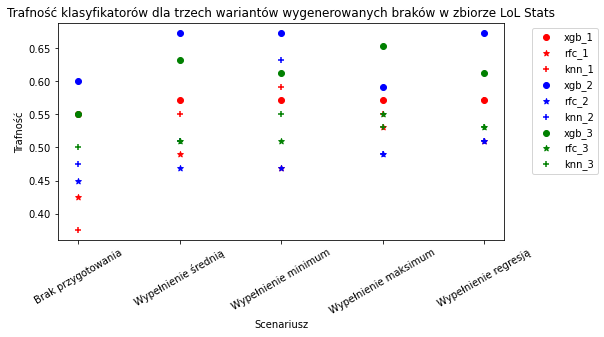 Trafność klasyfikatorów dla trzech wariantów wygenerowanych braków w zbiorze LoL Stats
Trafność
0.65
0.60
0.55
0.50
0.45
0.40
Brak przygotowania
Wypełnienie średnią
Wypełnienie minimum
Wypełnienie maksimum
Wypełnienie regresją
Scenariusz
xgb_1
rfc_1
knn_1
xgb_2
rfc_2
knn_2
xgb_3
rfc_3
knn_3